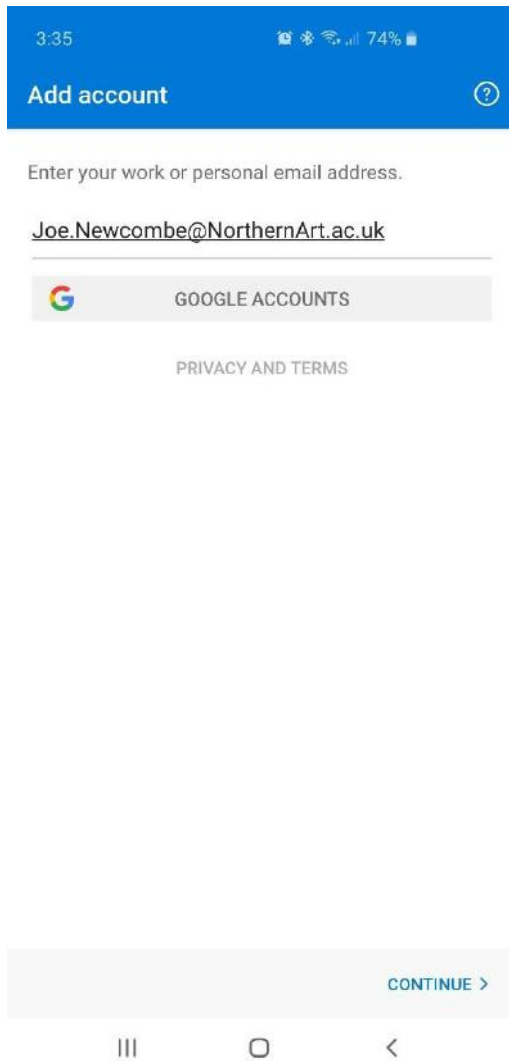 3:35 74%
Add account ?
Enter your work or personal email address.
Joe.Newcombe@NorthernArt.ac.uk
G GOOGLE ACCOUNTS
PRIVACY AND TERMS
CONTINUE >